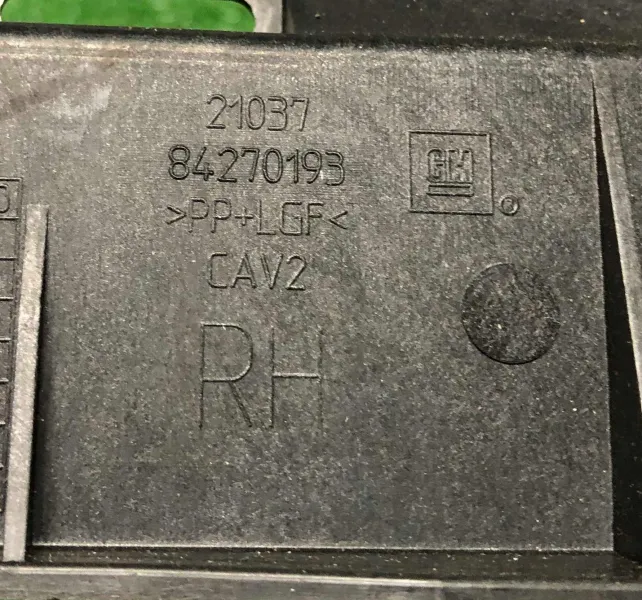 21037
84270193
>PP+LGF<
CAV2
RH
GM
®